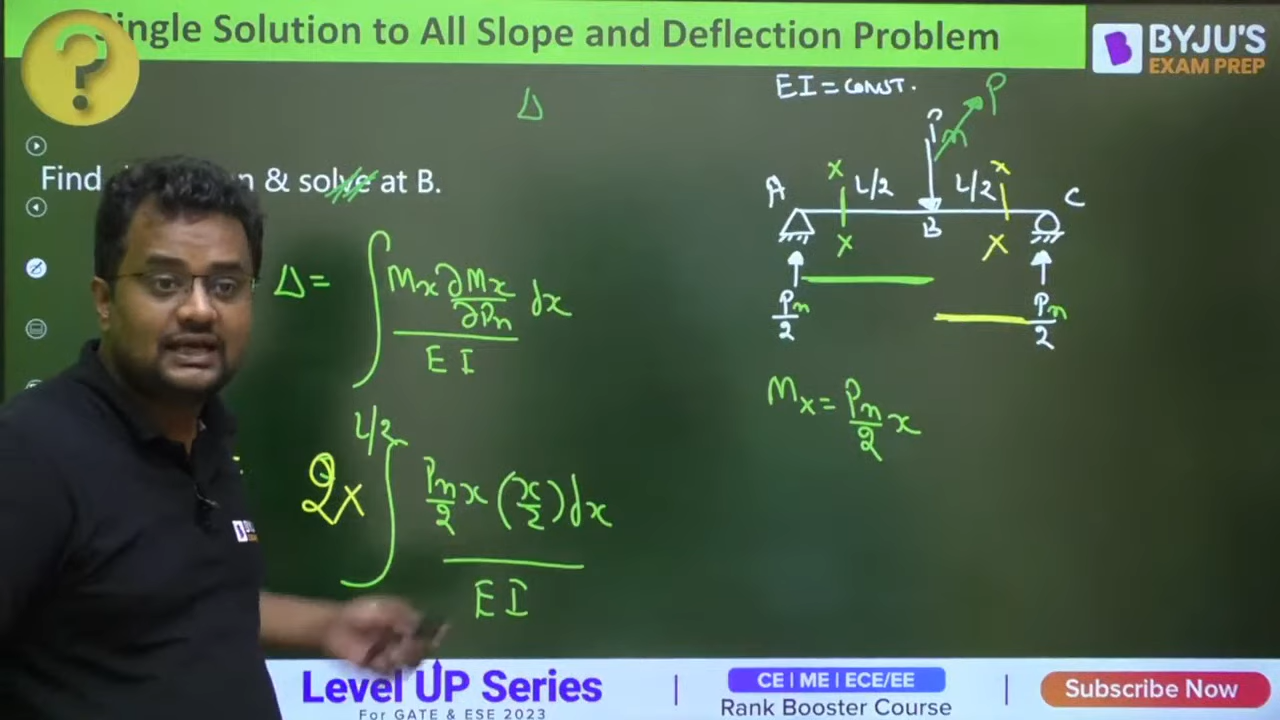 Single Solution to All Slope and Deflection Problem
BYJU'S
EXAM PREP
EI = CONST.
Δ
P
P
n
Find & solve at B.
x
L/2
L/2
x
A
C
B
x
x
Δ = ∫ Mx ∂Mx/∂Pn dx
EI
Pn/2
Pn/2
Mx = Pn/2 x
L/2
2x ∫ Pn/2 x (x/2) dx
EI
Level UP Series
For GATE & ESE 2023
CE | ME | ECE/EE
Rank Booster Course
Subscribe Now